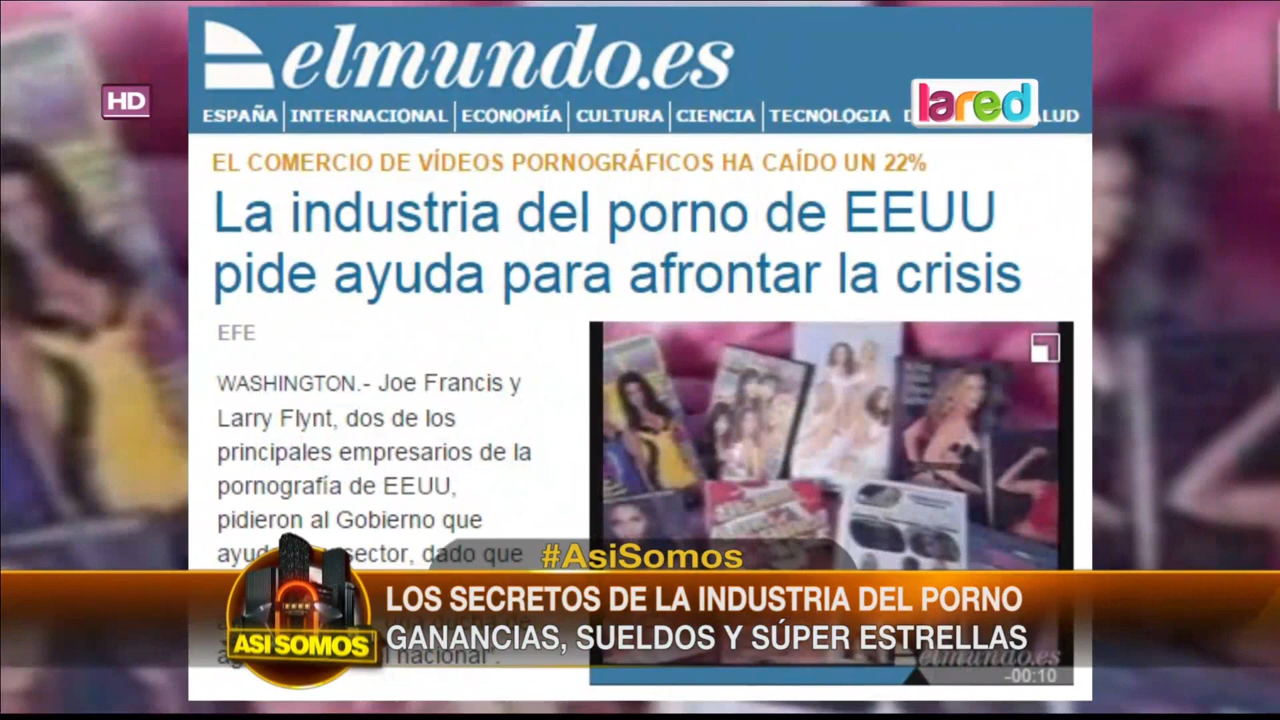 HD
elmundo.es
ESPAÑA INTERNACIONAL ECONOMÍA CULTURA CIENCIA TECNOLOGIA
lared
EL COMERCIO DE VÍDEOS PORNOGRÁFICOS HA CAÍDO UN 22%
La industria del porno de EEUU
pide ayuda para afrontar la crisis
EFE
WASHINGTON.- Joe Francis y
Larry Flynt, dos de los
principales empresarios de la
pornografía de EEUU,
pidieron al Gobierno que
sector, dado que
nacional".
#AsiSomos
LOS SECRETOS DE LA INDUSTRIA DEL PORNO
GANANCIAS, SUELDOS Y SÚPER ESTRELLAS
ASI SOMOS
elmundo.es
-00:10